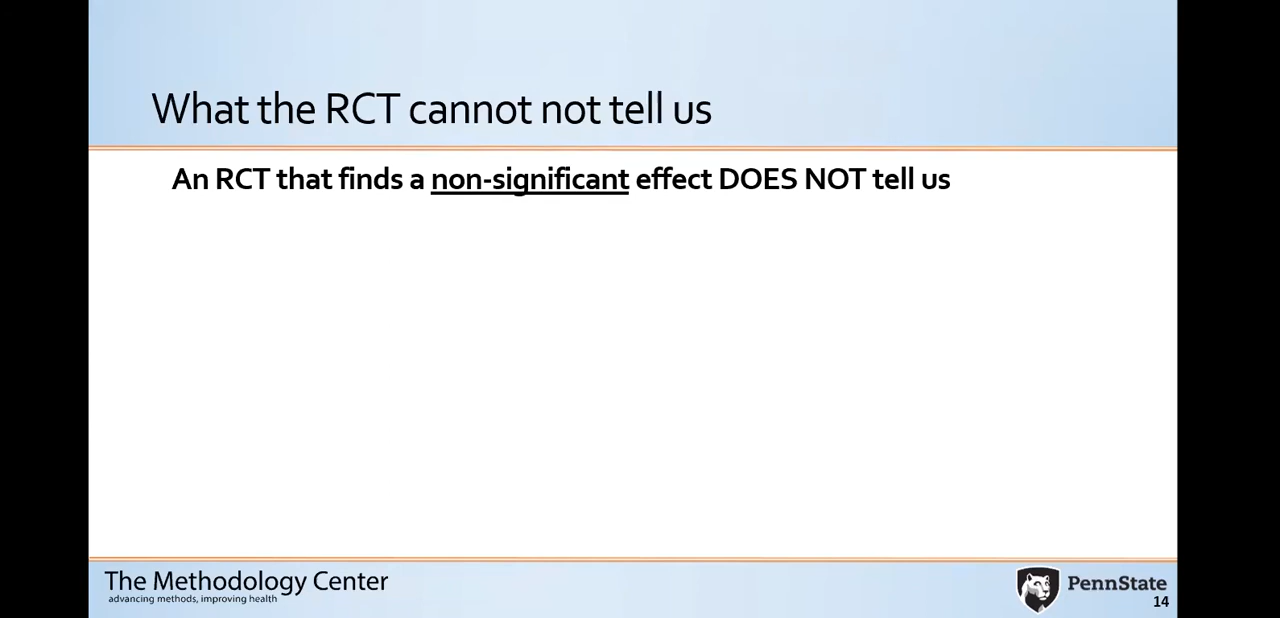 What the RCT cannot not tell us
An RCT that finds a non-significant effect DOES NOT tell us
The Methodology Center
advancing methods, improving health
PennState
14